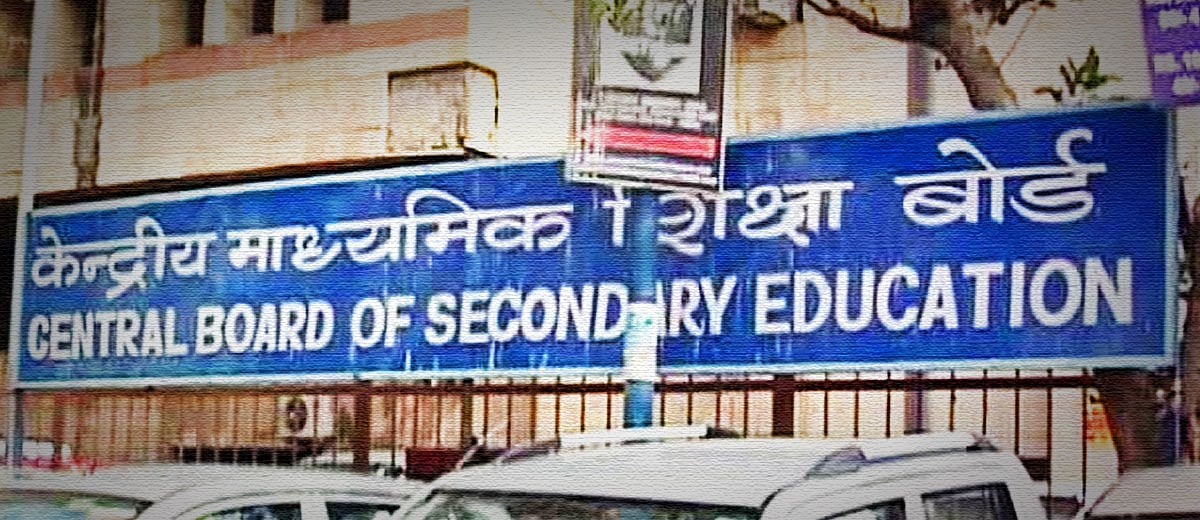 केन्द्रीय माध्यमिक शिक्षा बोर्ड
CENTRAL BOARD OF SECONDARY EDUCATION